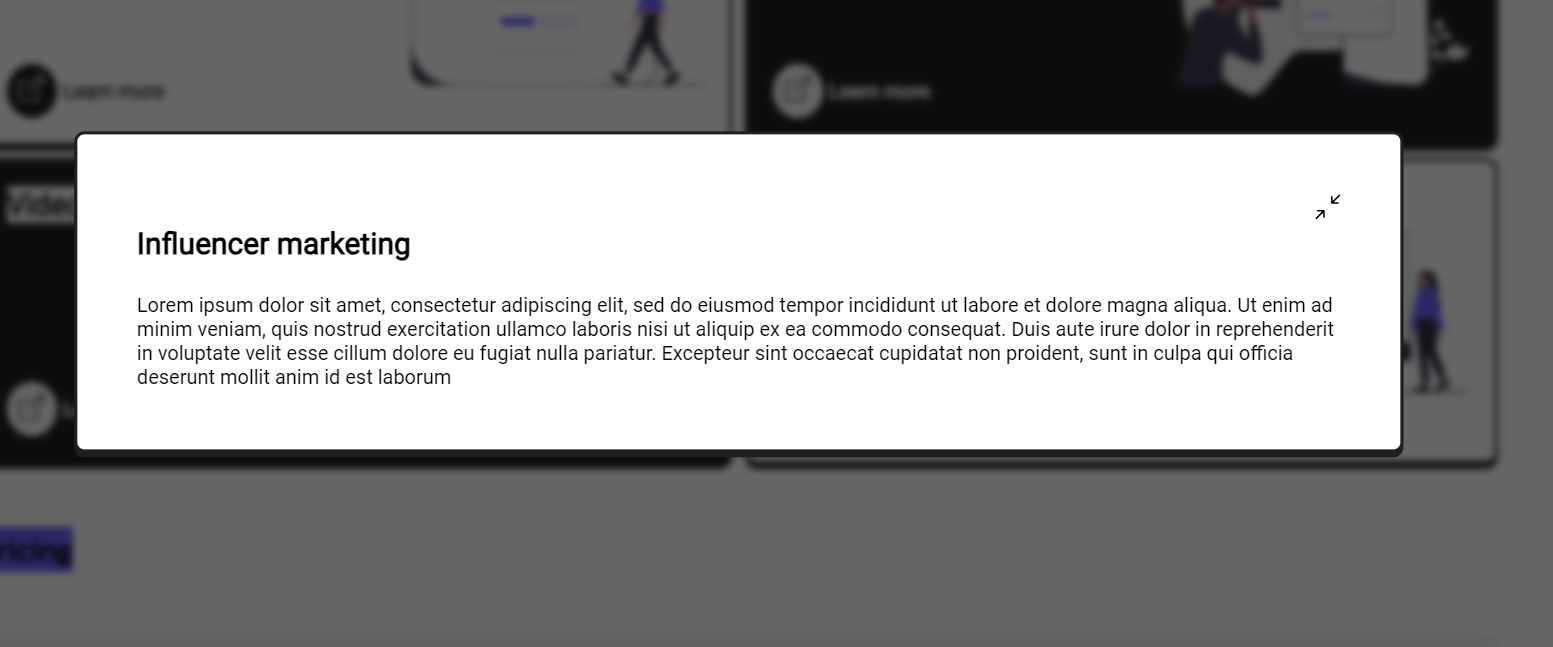 Learn more
Learn more
Video
Influencer marketing
Lorem ipsum dolor sit amet, consectetur adipiscing elit, sed do eiusmod tempor incididunt ut labore et dolore magna aliqua. Ut enim ad
minim veniam, quis nostrud exercitation ullamco laboris nisi ut aliquip ex ea commodo consequat. Duis aute irure dolor in reprehenderit
in voluptate velit esse cillum dolore eu fugiat nulla pariatur. Excepteur sint occaecat cupidatat non proident, sunt in culpa qui officia
deserunt mollit anim id est laborum
ricing